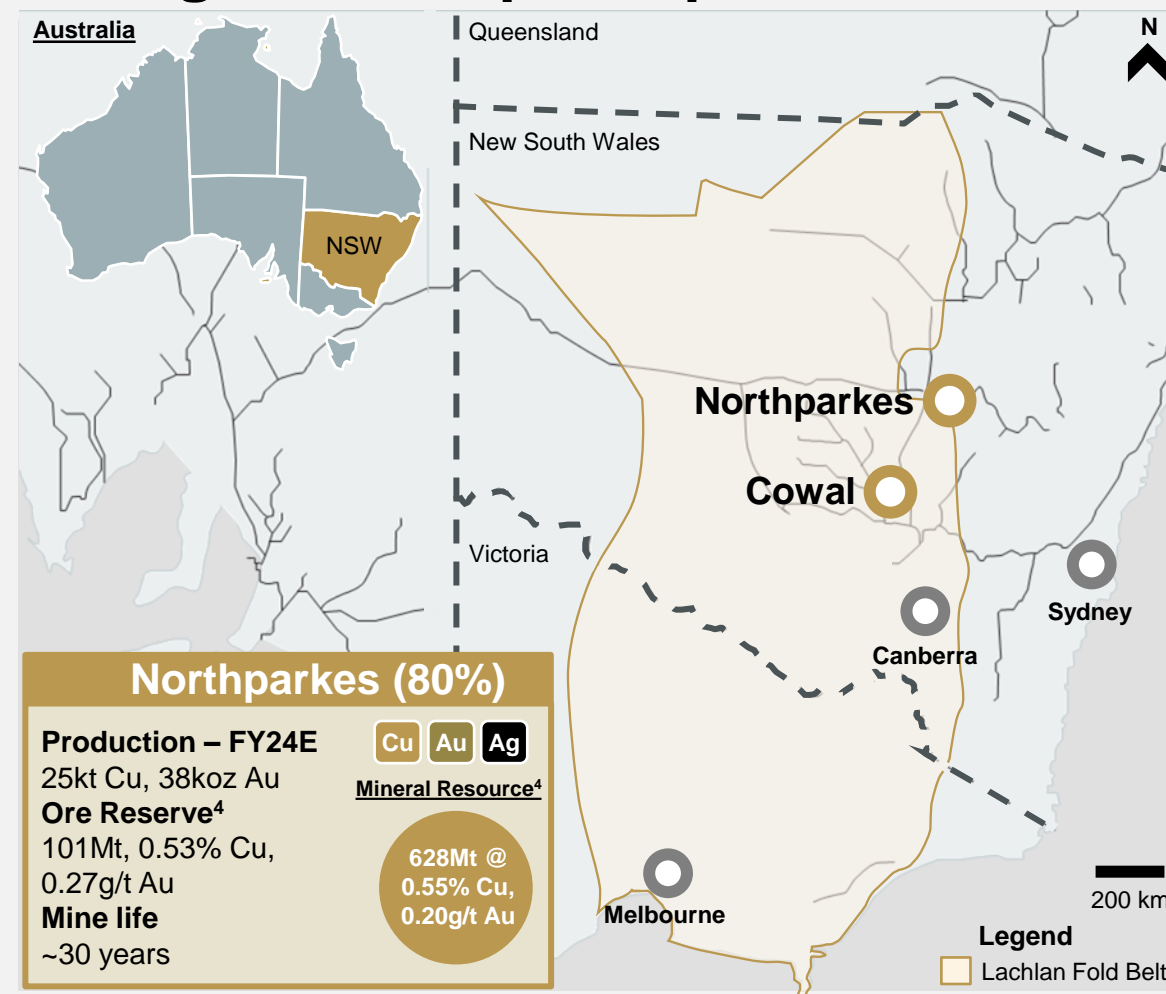 Australia
Queensland
N
New South Wales
NSW
Northparkes
Cowal
Victoria
Sydney
Canberra
Northparkes (80%)
Production – FY24E
25kt Cu, 38koz Au
Ore Reserve⁴
101Mt, 0.53% Cu,
0.27g/t Au
Mine life
~30 years
Cu Au Ag
Mineral Resource⁴
628Mt @
0.55% Cu,
0.20g/t Au
Melbourne
200 km
Legend
Lachlan Fold Belt